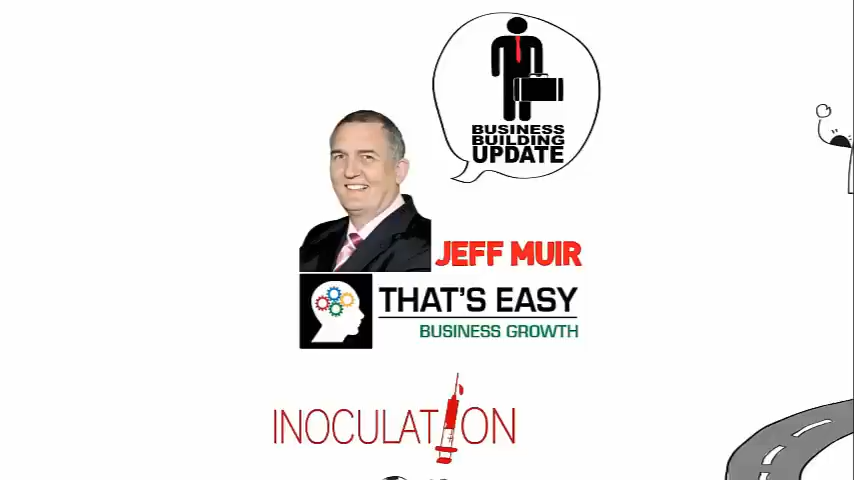 BUSINESS
BUILDING
UPDATE
JEFF MUIR
THAT'S EASY
BUSINESS GROWTH
INOCULATION